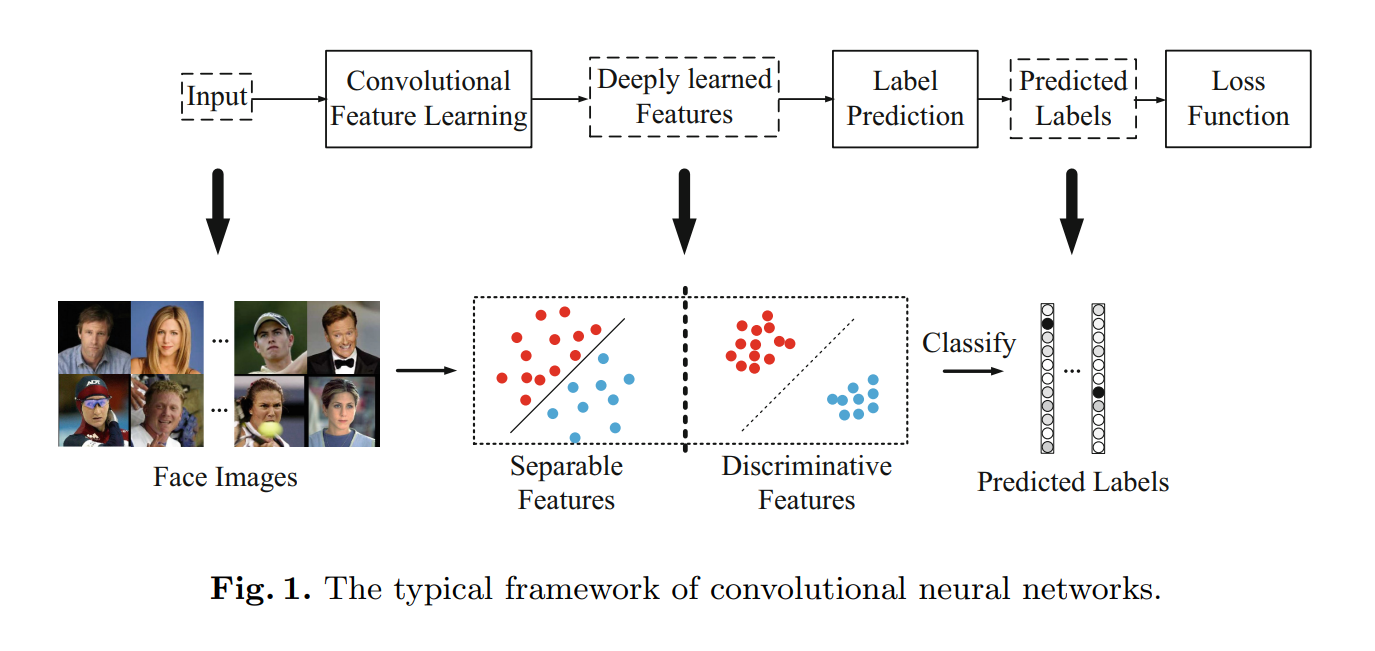 Input
Convolutional
Feature Learning
Deeply learned
Features
Label
Prediction
Predicted
Labels
Loss
Function
...
...
Face Images
Separable
Features
Discriminative
Features
Classify
...
Predicted Labels
Fig. 1. The typical framework of convolutional neural networks.